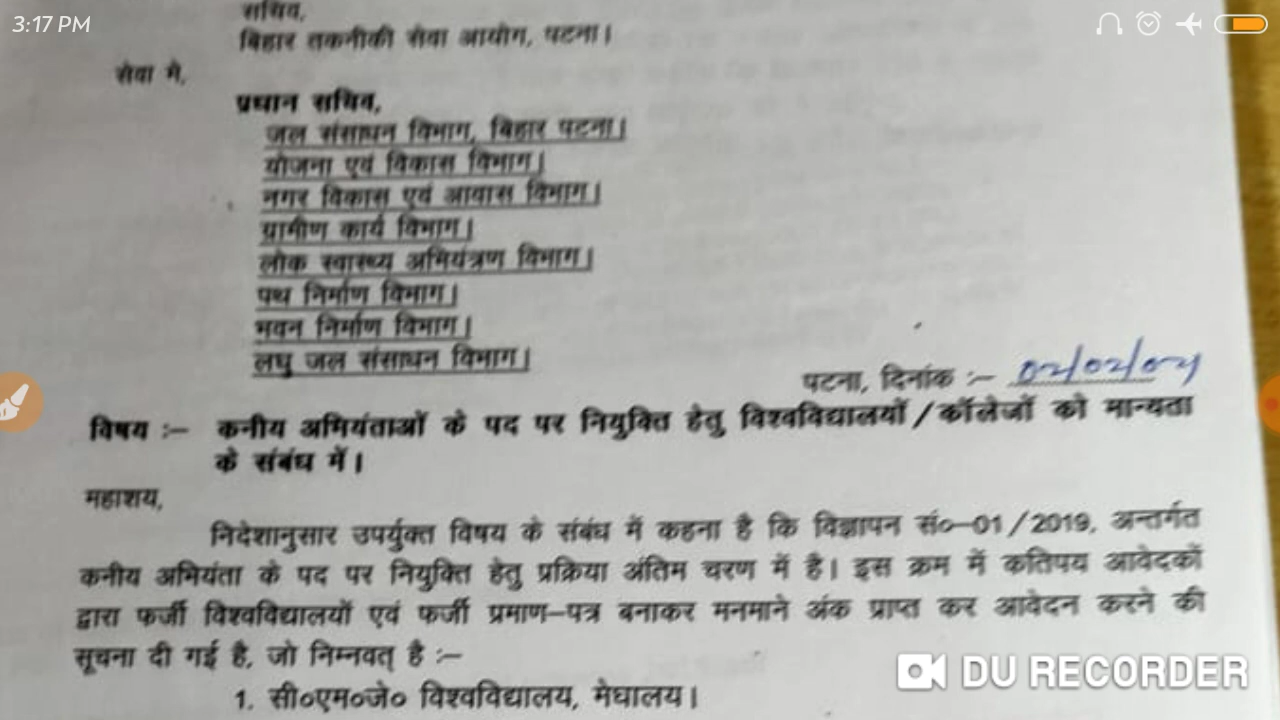 3:17 PM
सचिव,
बिहार तकनीकी सेवा आयोग, पटना।
सेवा में,
प्रधान सचिव,
जल संसाधन विभाग, बिहार पटना।
योजना एवं विकास विभाग।
नगर विकास एवं आवास विभाग।
ग्रामीण कार्य विभाग।
लोक स्वास्थ्य अभियंत्रण विभाग।
पथ निर्माण विभाग।
भवन निर्माण विभाग।
लघु जल संसाधन विभाग।
पटना, दिनांक :–
विषय :– कनीय अभियंताओं के पद पर नियुक्ति हेतु विश्वविद्यालयों / कॉलेजों को मान्यता
के संबंध में।
महाशय,
निदेशानुसार उपर्युक्त विषय के संबंध में कहना है कि विज्ञापन सं०–01 / 2019, अन्तर्गत
कनीय अभियंता के पद पर नियुक्ति हेतु प्रक्रिया अंतिम चरण में है। इस क्रम में कतिपय आवेदकों
द्वारा फर्जी विश्वविद्यालयों एवं फर्जी प्रमाण–पत्र बनाकर मनमाने अंक प्राप्त कर आवेदन करने की
सूचना दी गई है, जो निम्नवत् है :–
1. सी०एम०जे० विश्वविद्यालय, मेघालय।
DU RECORDER